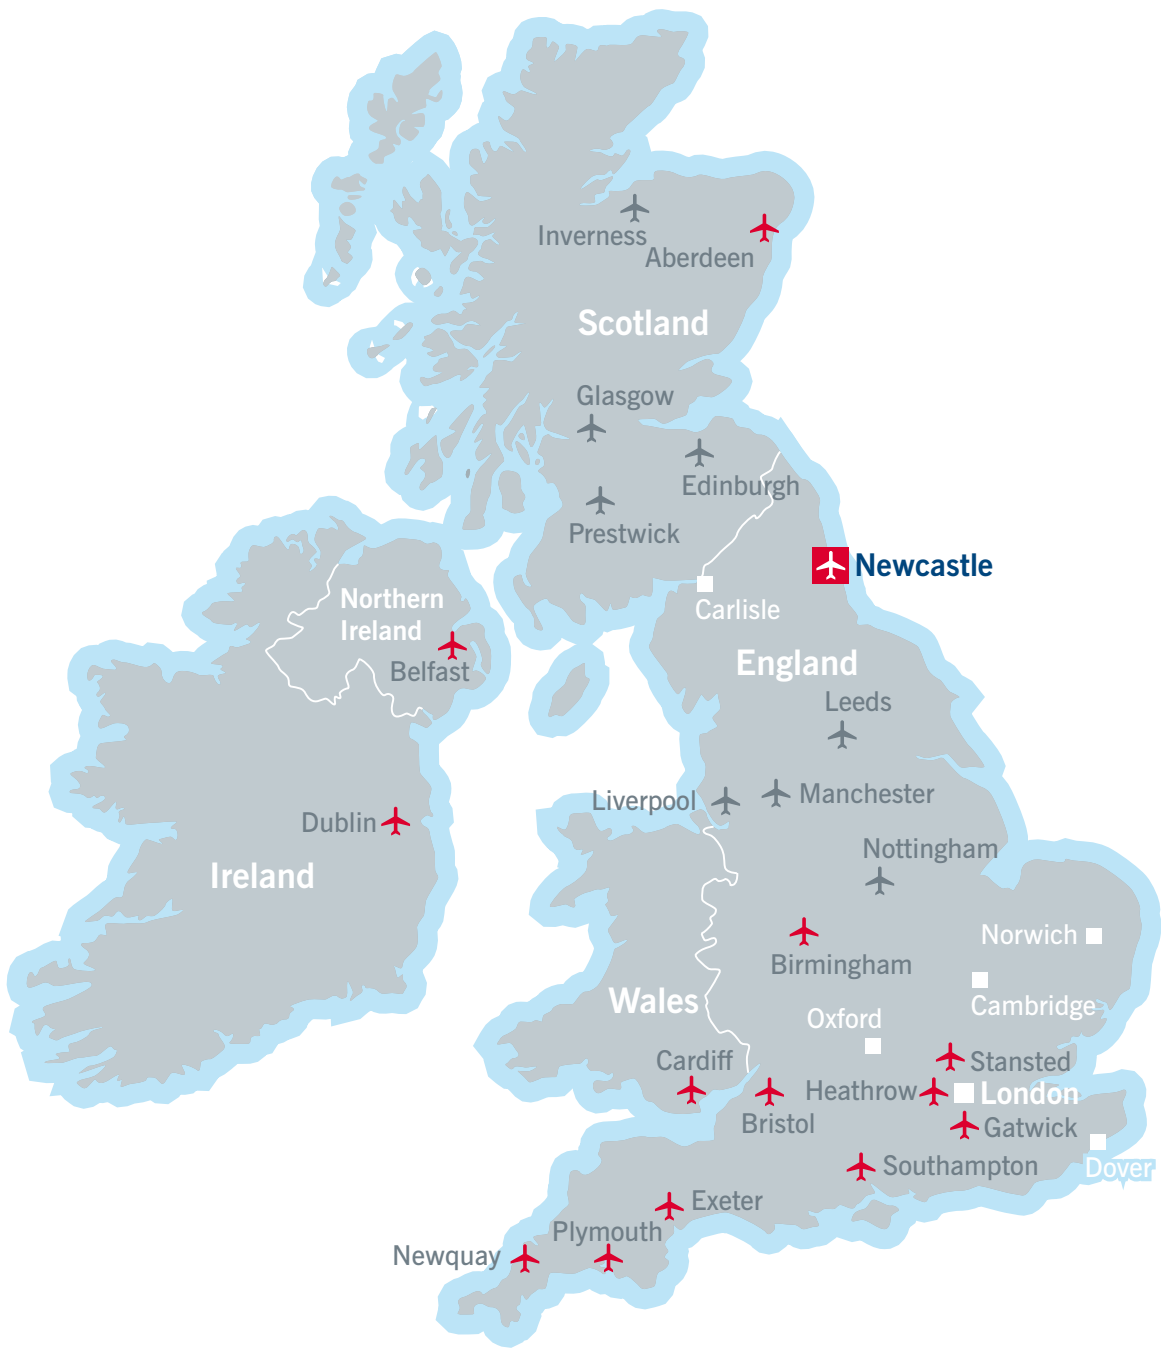 Inverness
Aberdeen
Scotland
Glasgow
Edinburgh
Prestwick
Newcastle
Northern
Ireland
Carlisle
Belfast
England
Leeds
Liverpool
Manchester
Dublin
Nottingham
Ireland
Norwich
Birmingham
Wales
Cambridge
Oxford
Cardiff
Stansted
Heathrow
London
Bristol
Gatwick
Southampton
Dover
Exeter
Plymouth
Newquay